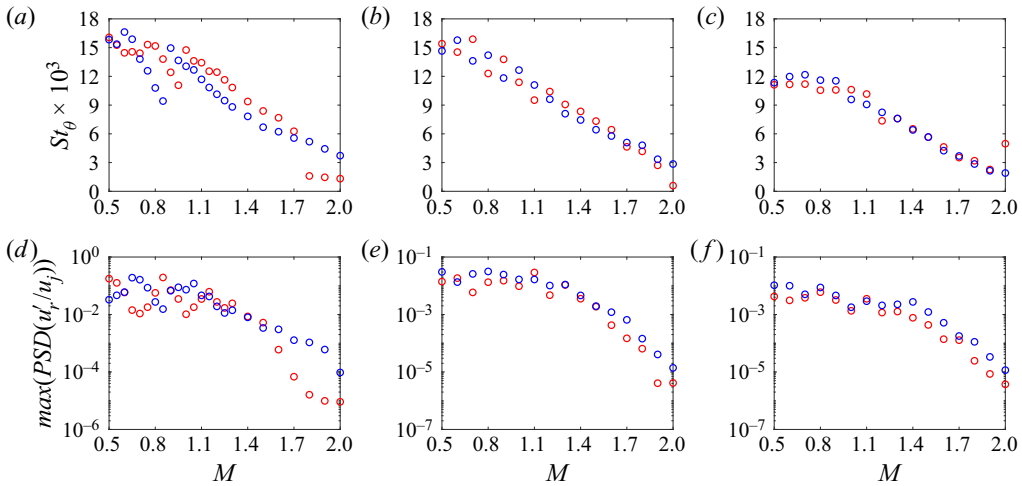 (a) (b) (c)
18 18 18
15 15 15
12 12 12
9 9 9
6 6 6
3 3 3
0 0 0
St_θ × 10^3
0.5 0.8 1.1 1.4 1.7 2.0 0.5 0.8 1.1 1.4 1.7 2.0 0.5 0.8 1.1 1.4 1.7 2.0
(d) (e) (f)
10^0 10^−1 10^−1
10^−2 10^−3 10^−3
10^−4 10^−5 10^−5
10^−6 10^−7 10^−7
max(PSD(u′_r/u_j))
0.5 0.8 1.1 1.4 1.7 2.0 0.5 0.8 1.1 1.4 1.7 2.0 0.5 0.8 1.1 1.4 1.7 2.0
M M M